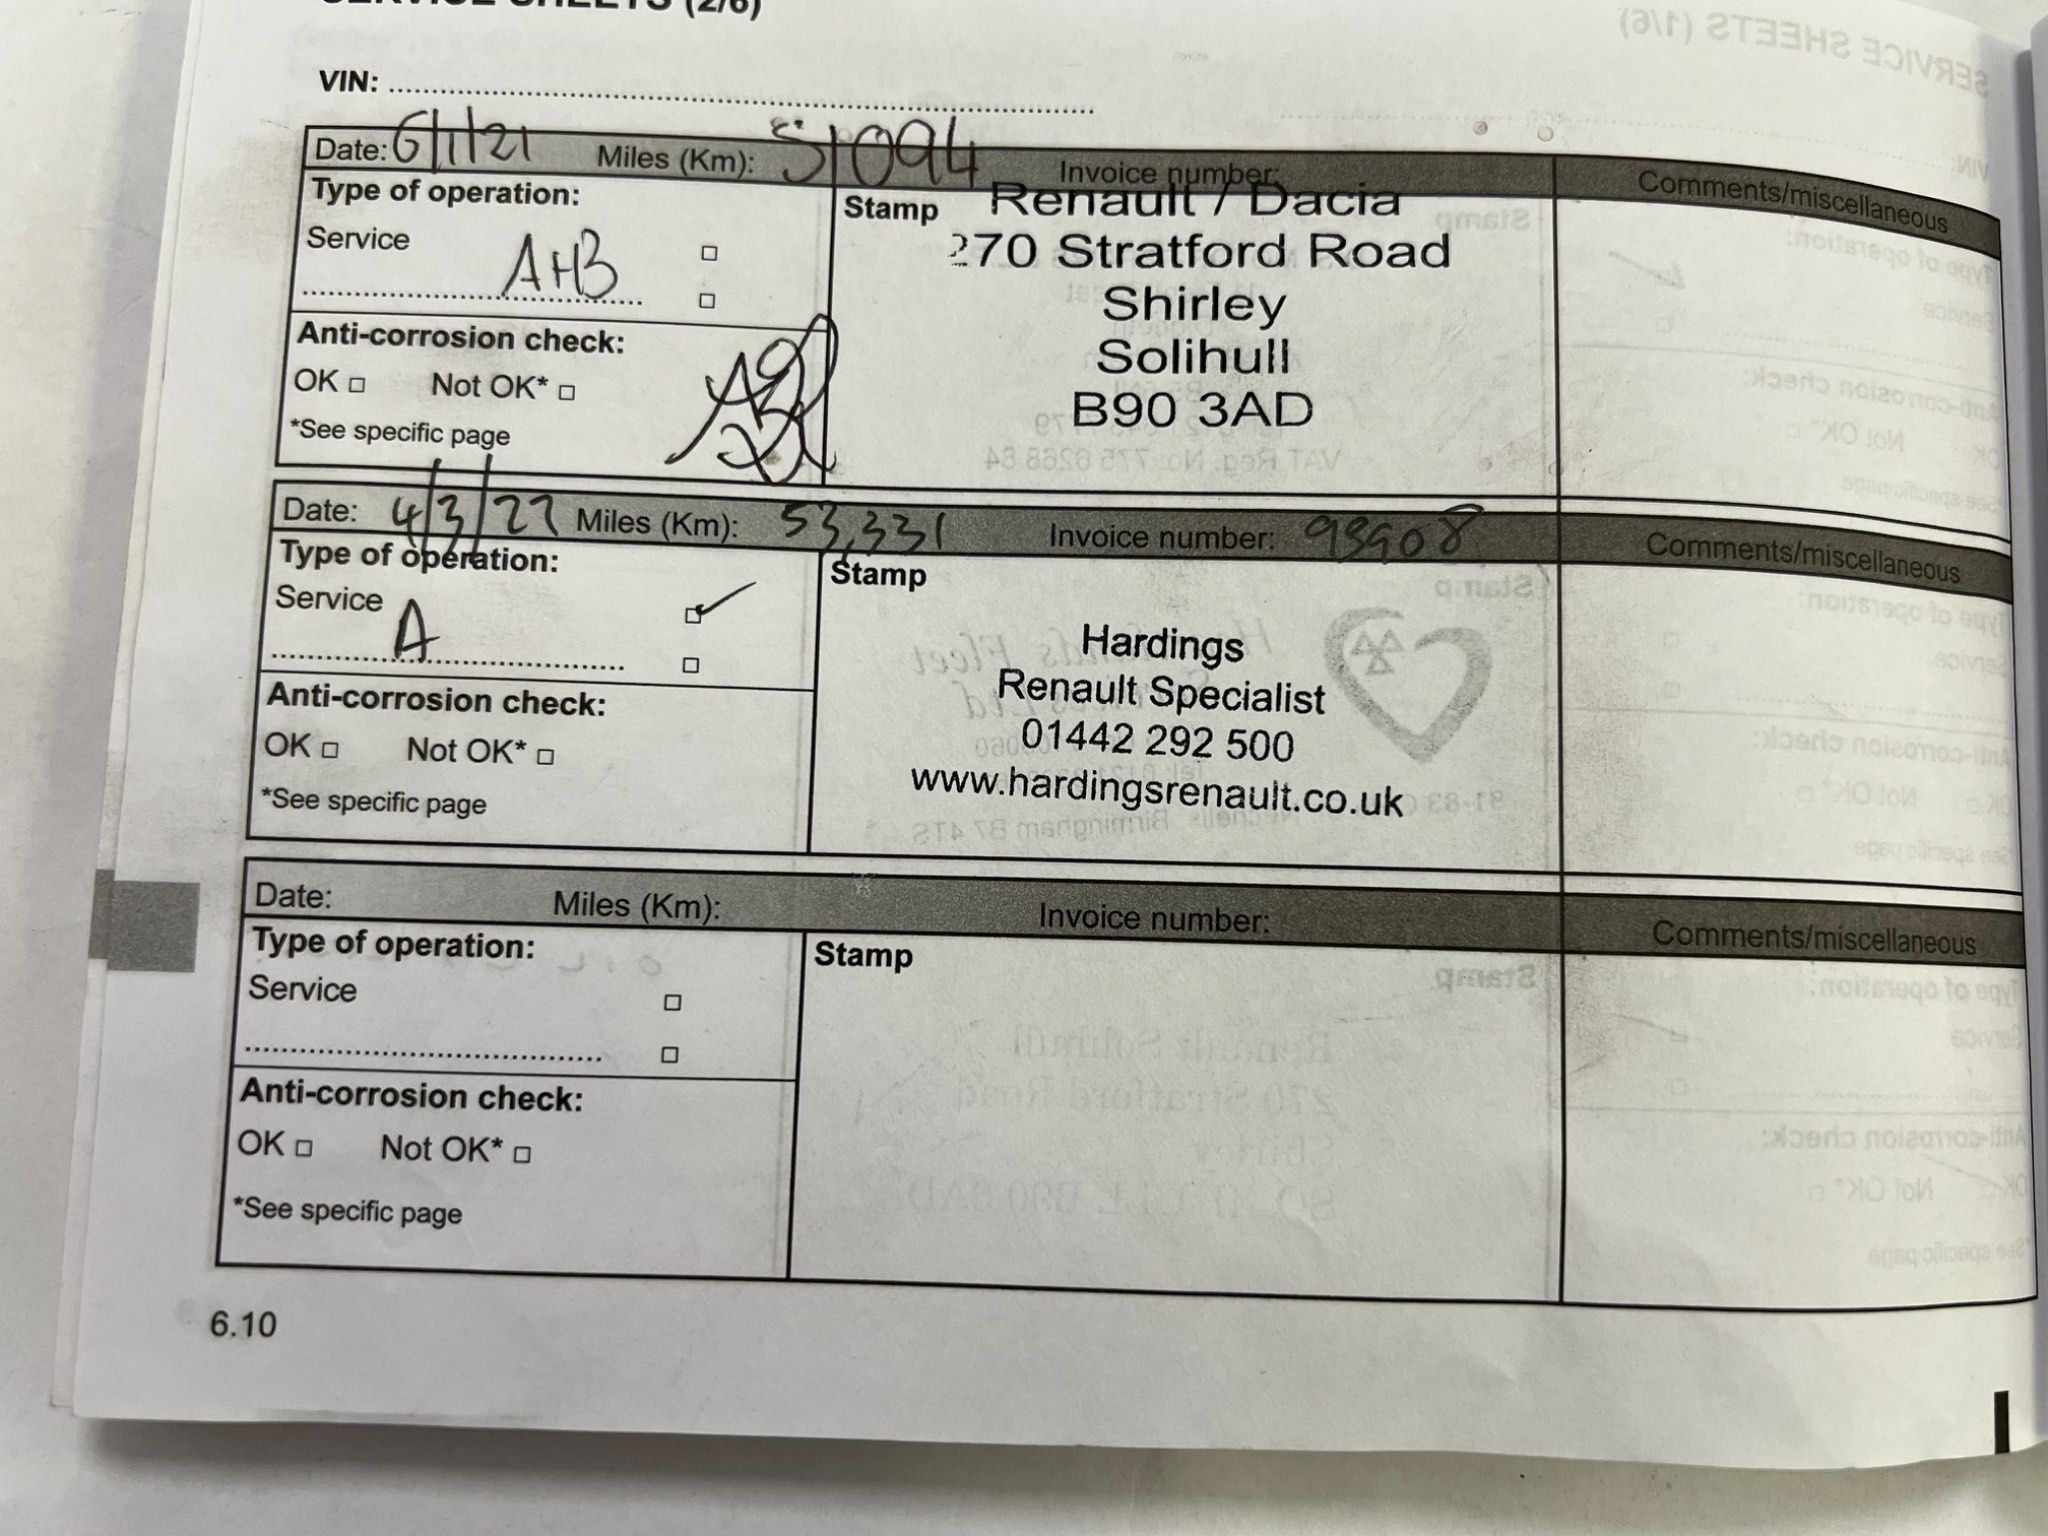 SERVICE SHEETS (2/6)
VIN:
Date: 6/1/21 Miles (Km): 51094 Invoice number: Comments/miscellaneous
Type of operation:
Service
A+B
Anti-corrosion check:
OK Not OK*
*See specific page
Stamp
Renault / Dacia
270 Stratford Road
Shirley
Solihull
B90 3AD
Date: 4/3/22 Miles (Km): 53,331 Invoice number: Comments/miscellaneous
Type of operation:
Service
A
Anti-corrosion check:
OK Not OK*
*See specific page
Stamp
Hardings
Renault Specialist
01442 292 500
www.hardingsrenault.co.uk
Date: Miles (Km): Invoice number: Comments/miscellaneous
Type of operation:
Service
Anti-corrosion check:
OK Not OK*
*See specific page
Stamp
6.10